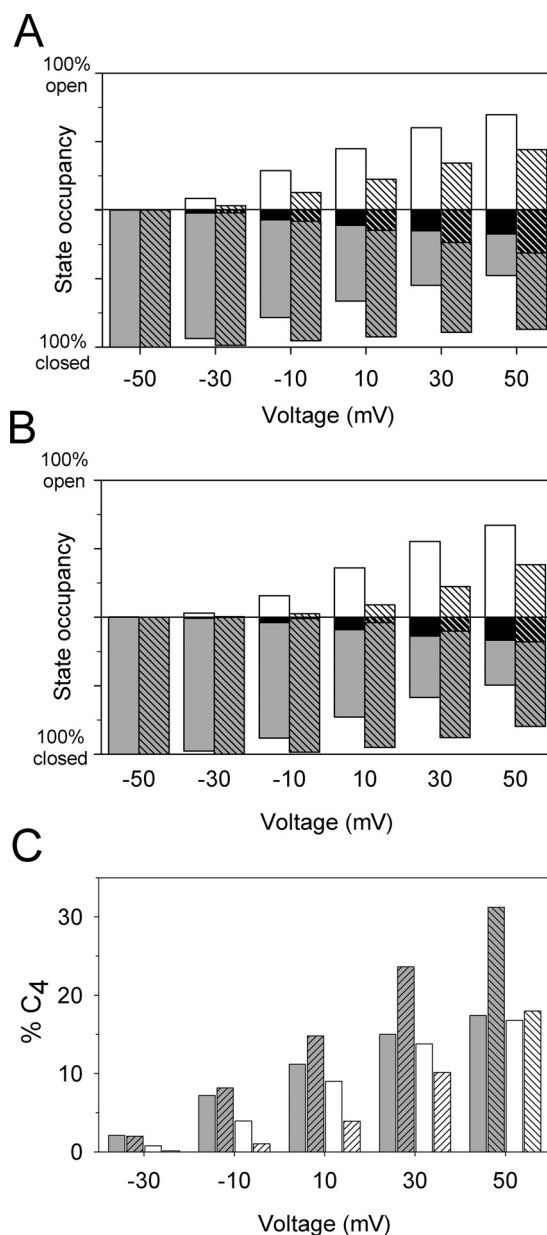 A
100%
open
State occupancy
100%
closed
-50 -30 -10 10 30 50
Voltage (mV)
B
100%
open
State occupancy
100%
closed
-50 -30 -10 10 30 50
Voltage (mV)
C
30
20
10
0
% C4
-30 -10 10 30 50
Voltage (mV)